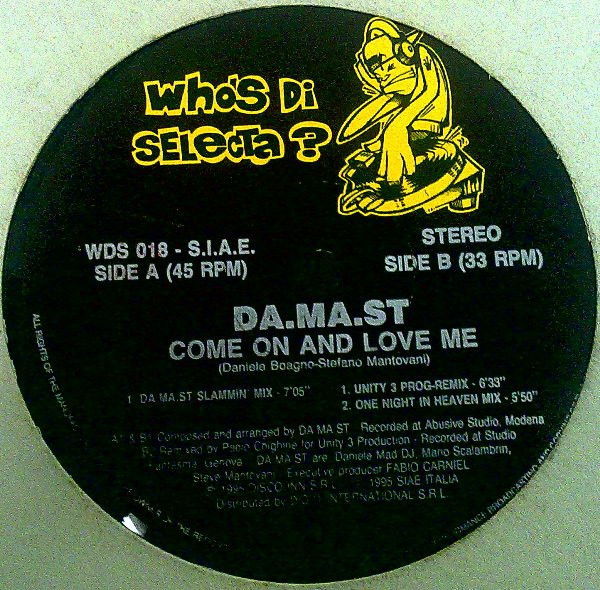 Who's Di
Selecta?
WDS 018 - S.I.A.E.
SIDE A (45 RPM)
STEREO
SIDE B (33 RPM)
DA.MA.ST
COME ON AND LOVE ME
(Daniele Boagno-Stefano Mantovani)
1. DA MA.ST SLAMMIN' MIX - 7'05"
1. UNITY 3 PROG-REMIX - 6'33"
2. ONE NIGHT IN HEAVEN MIX - 5'50"
A1 & B1 Composed and arranged by DA MA ST Recorded at Abusive Studio, Modena
Remixed by Chighine for Unity 3 Production - Recorded at Studio
Genova DA MA ST are Daniele Mad DJ, Mario Scalambrin,
Steve Mantovani Executive producer FABIO CARNIEL
1995 DISCO INN S.R.L. 1995 SIAE ITALIA
Distributed by INTERNATIONAL S.R.L.
ALL RIGHTS OF THE
BROADCASTING AND